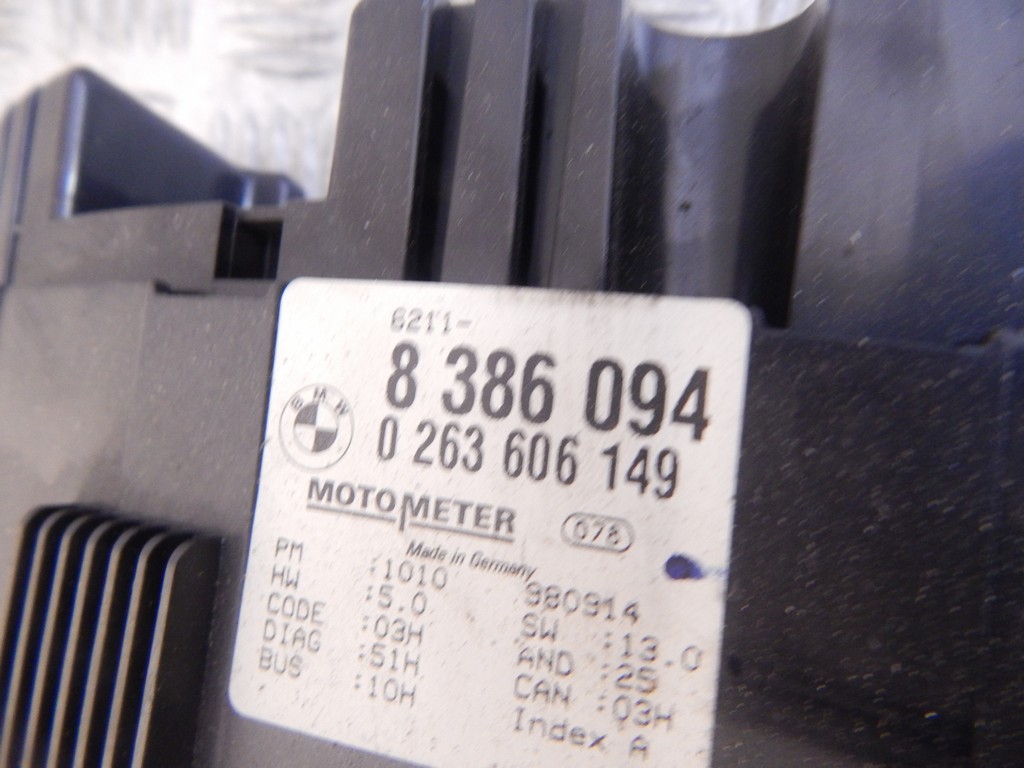 6211-
8 386 094
BMW
0 263 606 149
MOTOMETER
078
Made in Germany
PM :1010 980914
HW :5.0 SW :13.0
CODE :03H AND :25
DIAG :51H CAN :03H
BUS :10H Index A